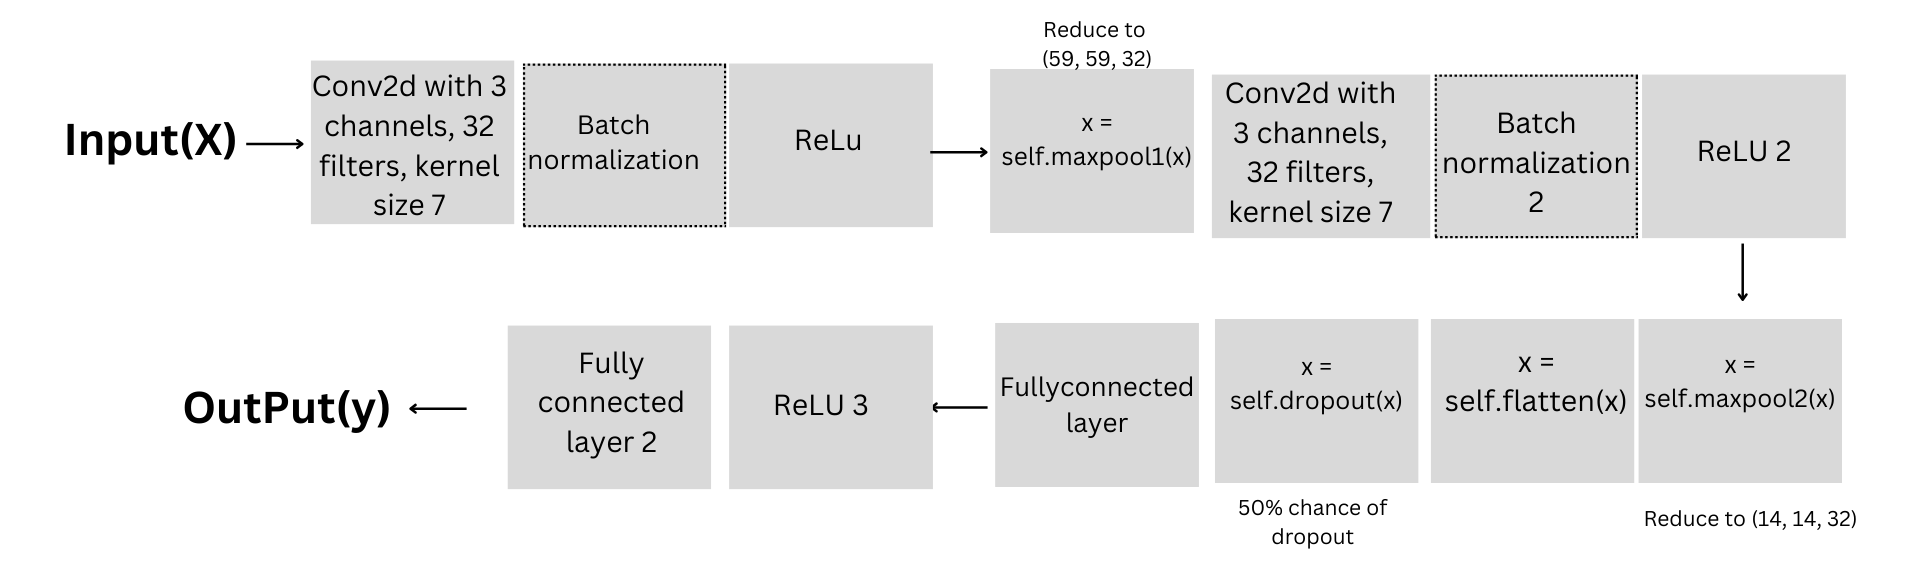 Input(X)
Conv2d with 3
channels, 32
filters, kernel
size 7
Batch
normalization
ReLu
Reduce to
(59, 59, 32)
x =
self.maxpool1(x)
Conv2d with
3 channels,
32 filters,
kernel size 7
Batch
normalization
2
ReLU 2
x =
self.maxpool2(x)
Reduce to (14, 14, 32)
x =
self.flatten(x)
x =
self.dropout(x)
50% chance of
dropout
Fullyconnected
layer
ReLU 3
Fully
connected
layer 2
OutPut(y)